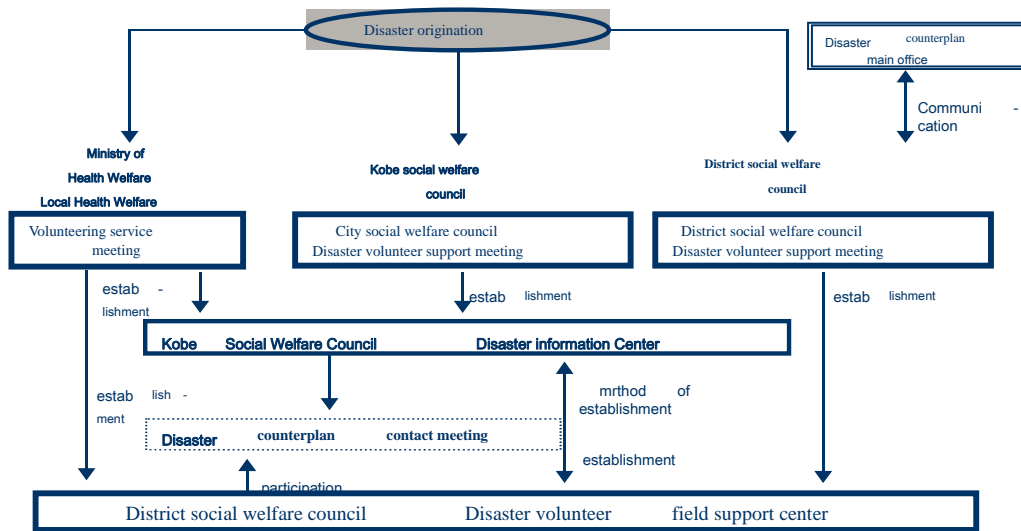 Disaster origination
Disaster counterplan
main office
Communi -
cation
Ministry of
Health Welfare
Local Health Welfare
Kobe social welfare
council
District social welfare
council
Volunteering service
meeting
City social welfare council
Disaster volunteer support meeting
District social welfare council
Disaster volunteer support meeting
estab -
lishment
estab lishment
estab lishment
Kobe Social Welfare Council Disaster information Center
estab lish -
ment
mrthod of
establishment
Disaster counterplan contact meeting
establishment
participation
District social welfare council Disaster volunteer field support center